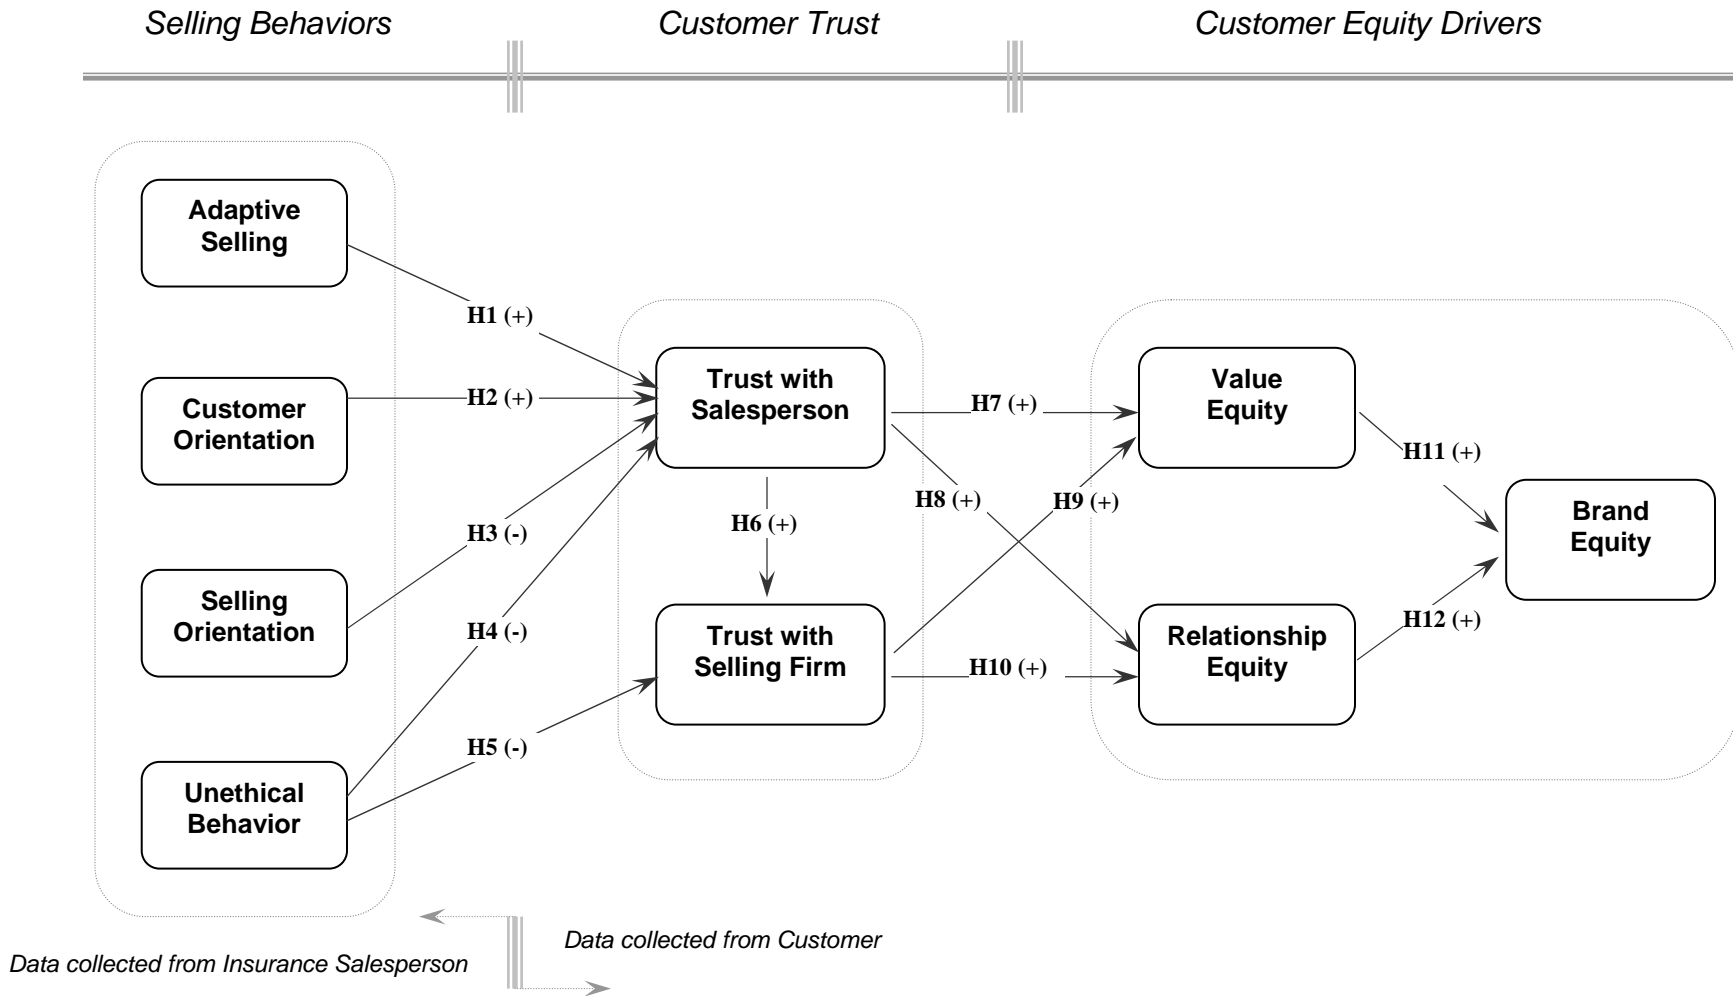 Selling Behaviors
Customer Trust
Customer Equity Drivers
Adaptive
Selling
H1 (+)
Customer
Orientation
H2 (+)
Trust with
Salesperson
H7 (+)
Value
Equity
H11 (+)
H3 (-)
H6 (+)
H8 (+)
H9 (+)
Brand
Equity
Selling
Orientation
H4 (-)
Trust with
Selling Firm
H10 (+)
Relationship
Equity
H12 (+)
H5 (-)
Unethical
Behavior
Data collected from Insurance Salesperson
Data collected from Customer